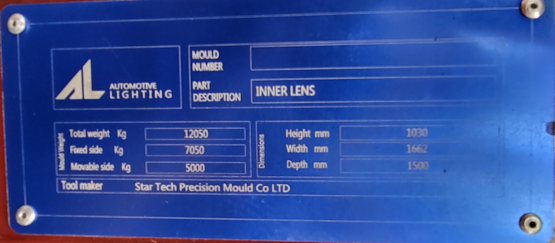 AL AUTOMOTIVE LIGHTING
MOULD NUMBER
PART DESCRIPTION INNER LENS
Mould Weight
Total weight Kg 12050
Fixed side Kg 7050
Movable side Kg 5000
Dimensions
Height mm 1030
Width mm 1662
Depth mm 1500
Tool maker Star Tech Precision Mould Co LTD